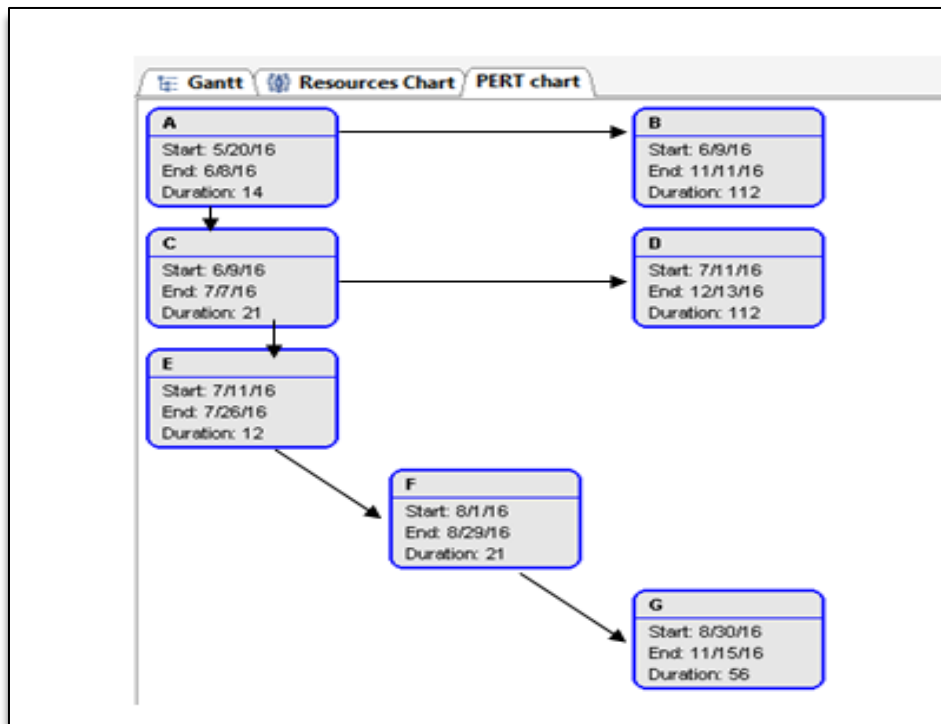 Gantt Resources Chart PERT chart
A
Start: 5/20/16
End: 6/8/16
Duration: 14
B
Start: 6/9/16
End: 11/11/16
Duration: 112
C
Start: 6/9/16
End: 7/7/16
Duration: 21
D
Start: 7/11/16
End: 12/13/16
Duration: 112
E
Start: 7/11/16
End: 7/26/16
Duration: 12
F
Start: 8/1/16
End: 8/29/16
Duration: 21
G
Start: 8/30/16
End: 11/15/16
Duration: 56